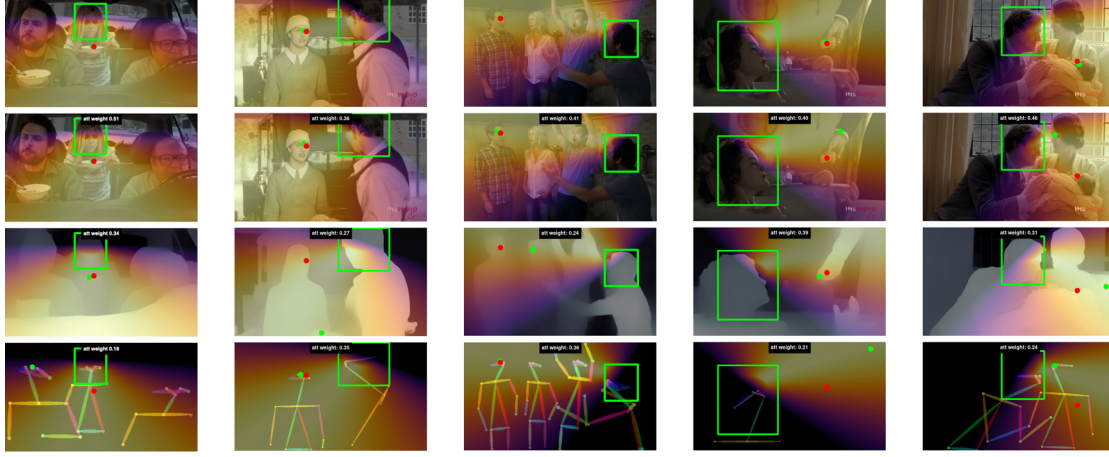 att weight 0.51
att weight: 0.36
att weight: 0.41
att weight: 0.40
att weight: 0.46
att weight 0.34
att weight: 0.27
att weight: 0.24
att weight: 0.39
att weight: 0.31
att weight 0.16
att weight: 0.35
att weight: 0.36
att weight: 0.21
att weight: 0.24